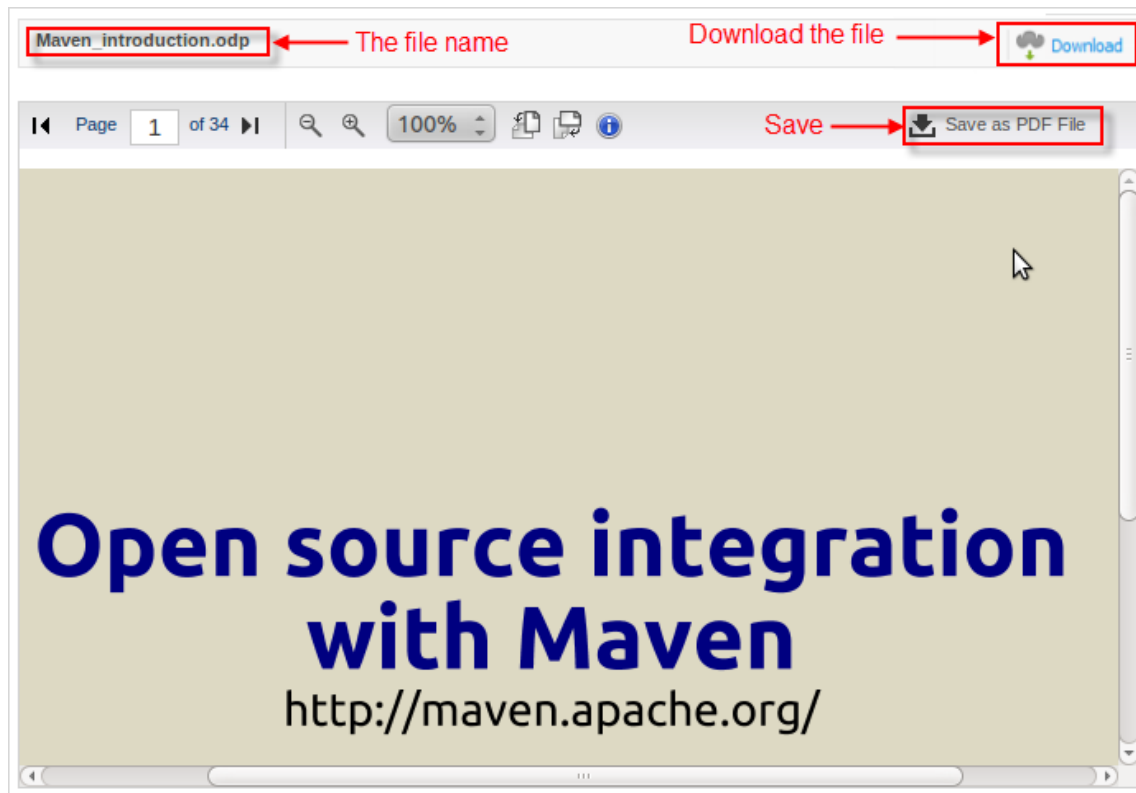 Maven_introduction.odp The file name Download the file Download
Page 1 of 34 100% Save Save as PDF File
Open source integration
with Maven
http://maven.apache.org/